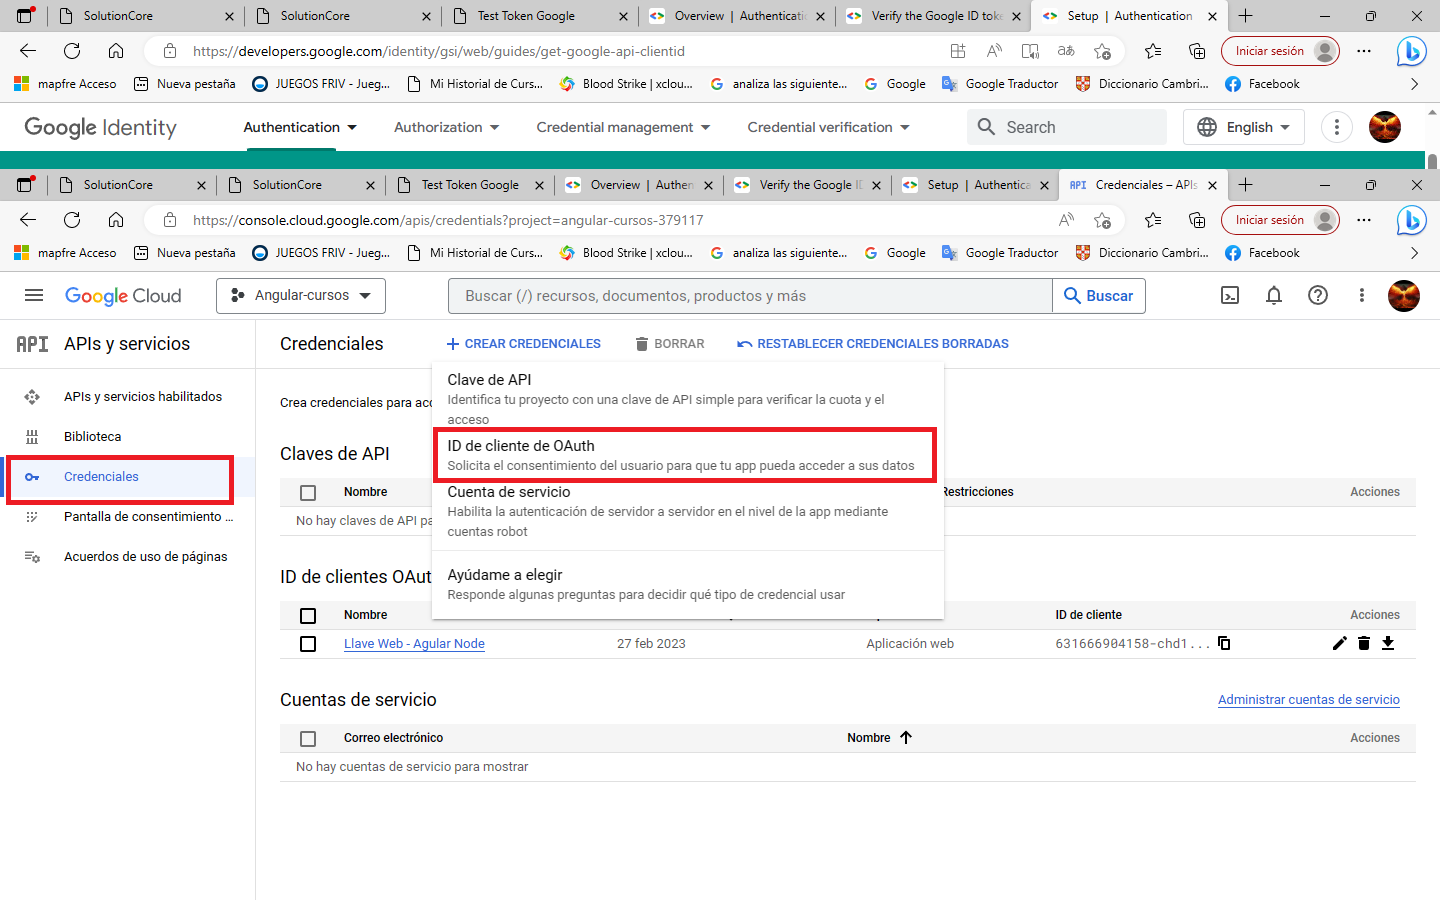 SolutionCore
SolutionCore
Test Token Google
Overview | Authenticati
Verify the Google ID toke
Setup | Authentication
https://developers.google.com/identity/gsi/web/guides/get-google-api-clientid
Iniciar sesión
mapfre Acceso
Nueva pestaña
JUEGOS FRIV - Jueg...
Mi Historial de Curs...
Blood Strike | xclou...
analiza las siguiente...
Google
Google Traductor
Diccionario Cambri...
Facebook
Google Identity
Authentication
Authorization
Credential management
Credential verification
Search
English
SolutionCore
SolutionCore
Test Token Google
Overview | Authen
Verify the Google ID
Setup | Authentica
API Credenciales – APIs
https://console.cloud.google.com/apis/credentials?project=angular-cursos-379117
Iniciar sesión
mapfre Acceso
Nueva pestaña
JUEGOS FRIV - Jueg...
Mi Historial de Curs...
Blood Strike | xclou...
analiza las siguiente...
Google
Google Traductor
Diccionario Cambri...
Facebook
Google Cloud
Angular-cursos
Buscar (/) recursos, documentos, productos y más
Buscar
API APIs y servicios
Credenciales
CREAR CREDENCIALES
BORRAR
RESTABLECER CREDENCIALES BORRADAS
APIs y servicios habilitados
Biblioteca
Credenciales
Pantalla de consentimiento ...
Acuerdos de uso de páginas
Clave de API
Identifica tu proyecto con una clave de API simple para verificar la cuota y el
acceso
ID de cliente de OAuth
Solicita el consentimiento del usuario para que tu app pueda acceder a sus datos
Cuenta de servicio
Habilita la autenticación de servidor a servidor en el nivel de la app mediante
cuentas robot
Ayúdame a elegir
Responde algunas preguntas para decidir qué tipo de credencial usar
Crea credenciales para acc
Claves de API
Nombre
Restricciones
Acciones
No hay claves de API pa
ID de clientes OAut
Nombre
ID de cliente
Acciones
Llave Web - Agular Node
27 feb 2023
Aplicación web
631666904158-chd1...
Cuentas de servicio
Administrar cuentas de servicio
Correo electrónico
Nombre
Acciones
No hay cuentas de servicio para mostrar